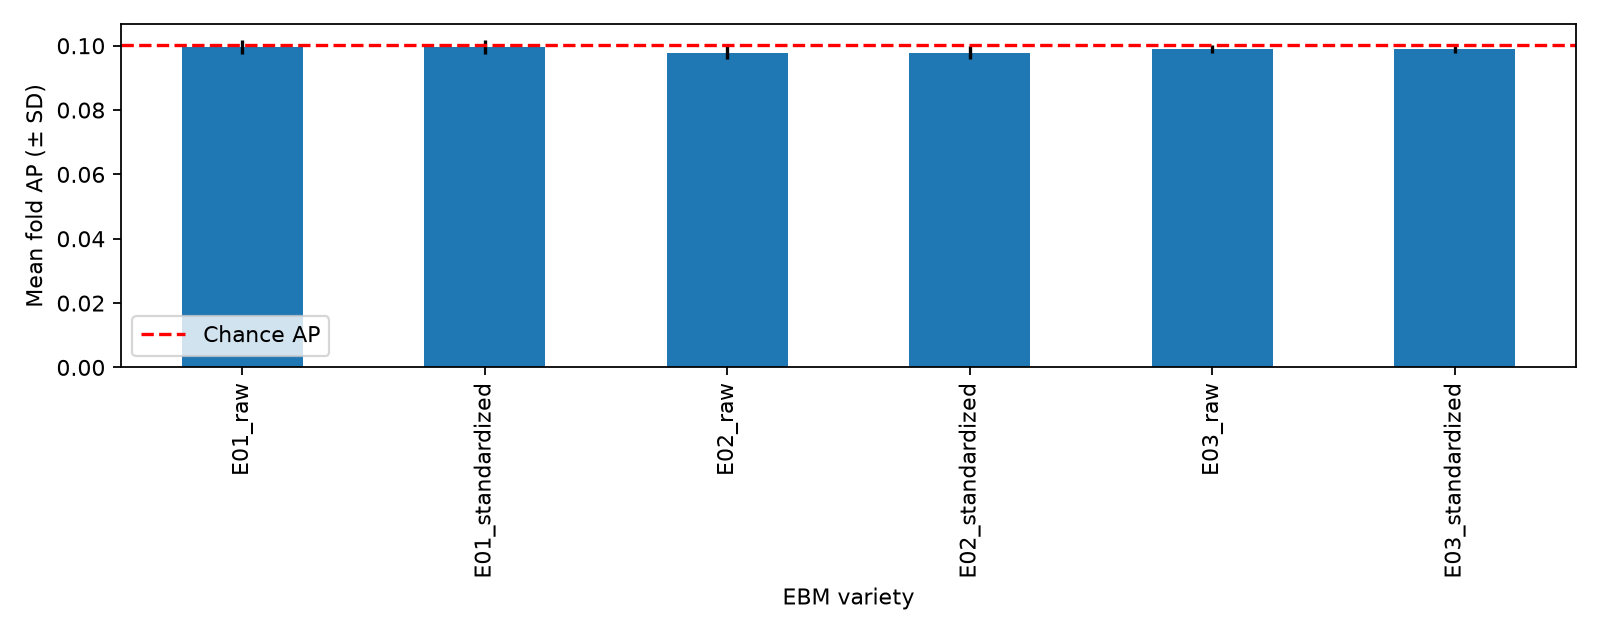 Mean fold AP (± SD)
0.10
0.08
0.06
0.04
0.02
0.00
Chance AP
E01_raw
E01_standardized
E02_raw
E02_standardized
E03_raw
E03_standardized
EBM variety